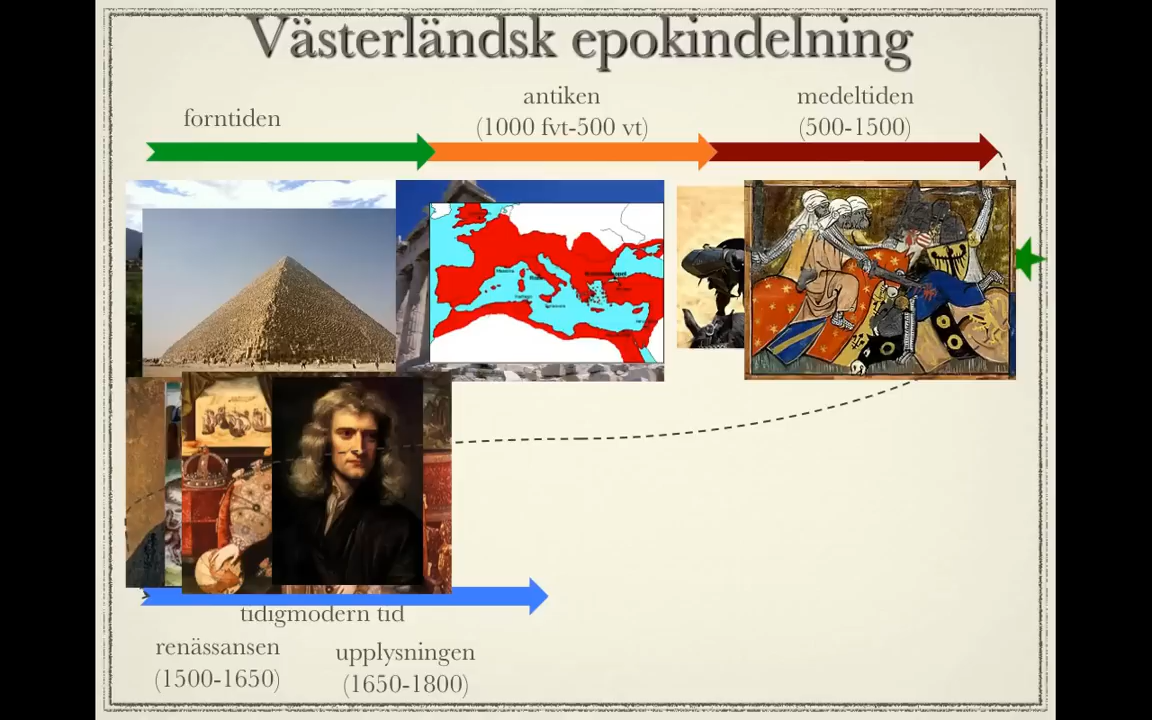 Västerländsk epokindelning
forntiden
antiken
(1000 fvt-500 vt)
medeltiden
(500-1500)
tidigmodern tid
renässansen
(1500-1650)
upplysningen
(1650-1800)